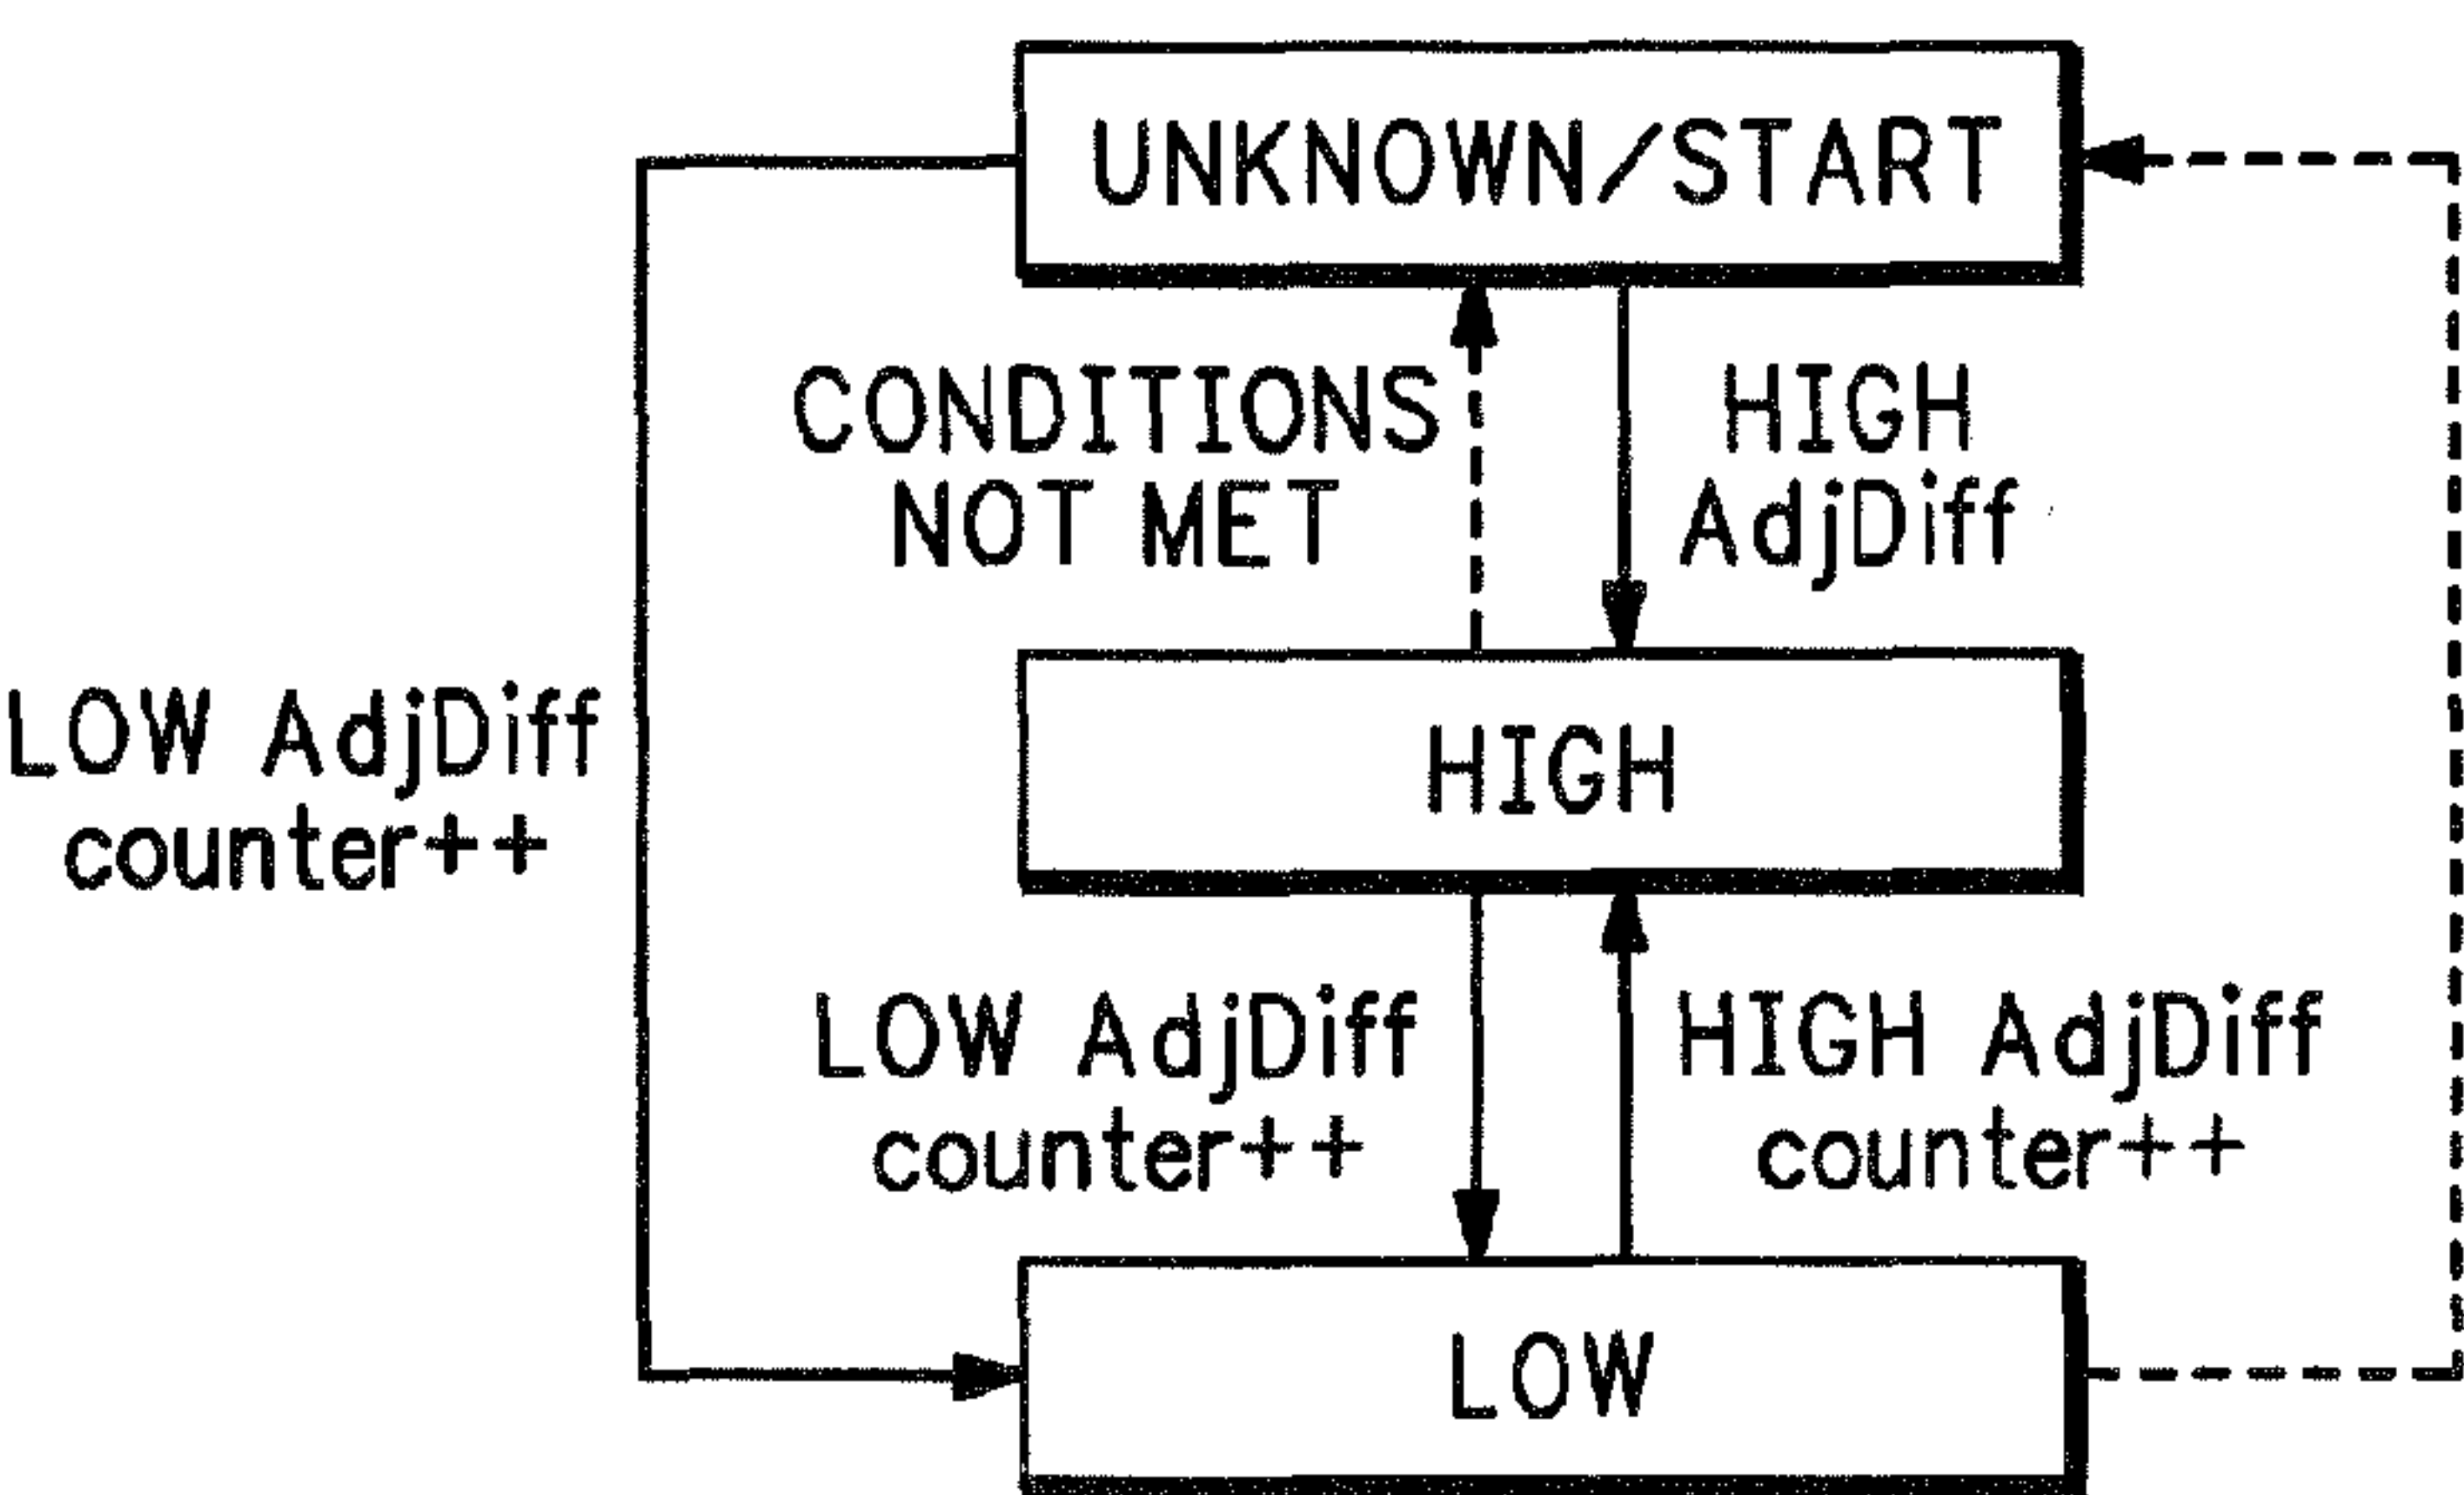 UNKNOWN/START
CONDITIONS
NOT MET
HIGH
AdjDiff
LOW AdjDiff
counter++
HIGH
LOW AdjDiff
counter++
HIGH AdjDiff
counter++
LOW